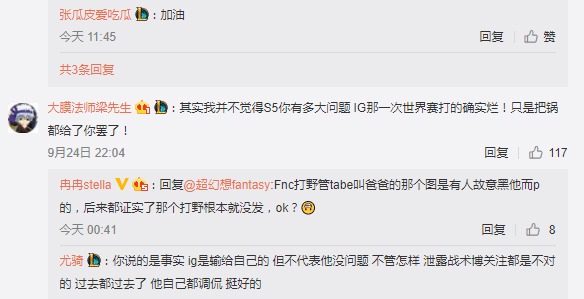 张瓜皮爱吃瓜：加油
今天 11:45 回复 赞
共3条回复
大膜法师梁先生：其实我并不觉得S5你有多大问题 IG那一次世界赛打的确实烂！只是把锅
都给了你罢了！
9月24日 22:04 回复 117
冉冉stella：回复@超幻想fantasy:Fnc打野管tabe叫爸爸的那个图是有人故意黑他而p
的，后来都证实了那个打野根本就没发，ok？
今天 00:41 回复 8
尤骑：你说的是事实 ig是输给自己的 但不代表他没问题 不管怎样 泄露战术博关注都是不对
的 过去都过去了 他自己都调侃 挺好的